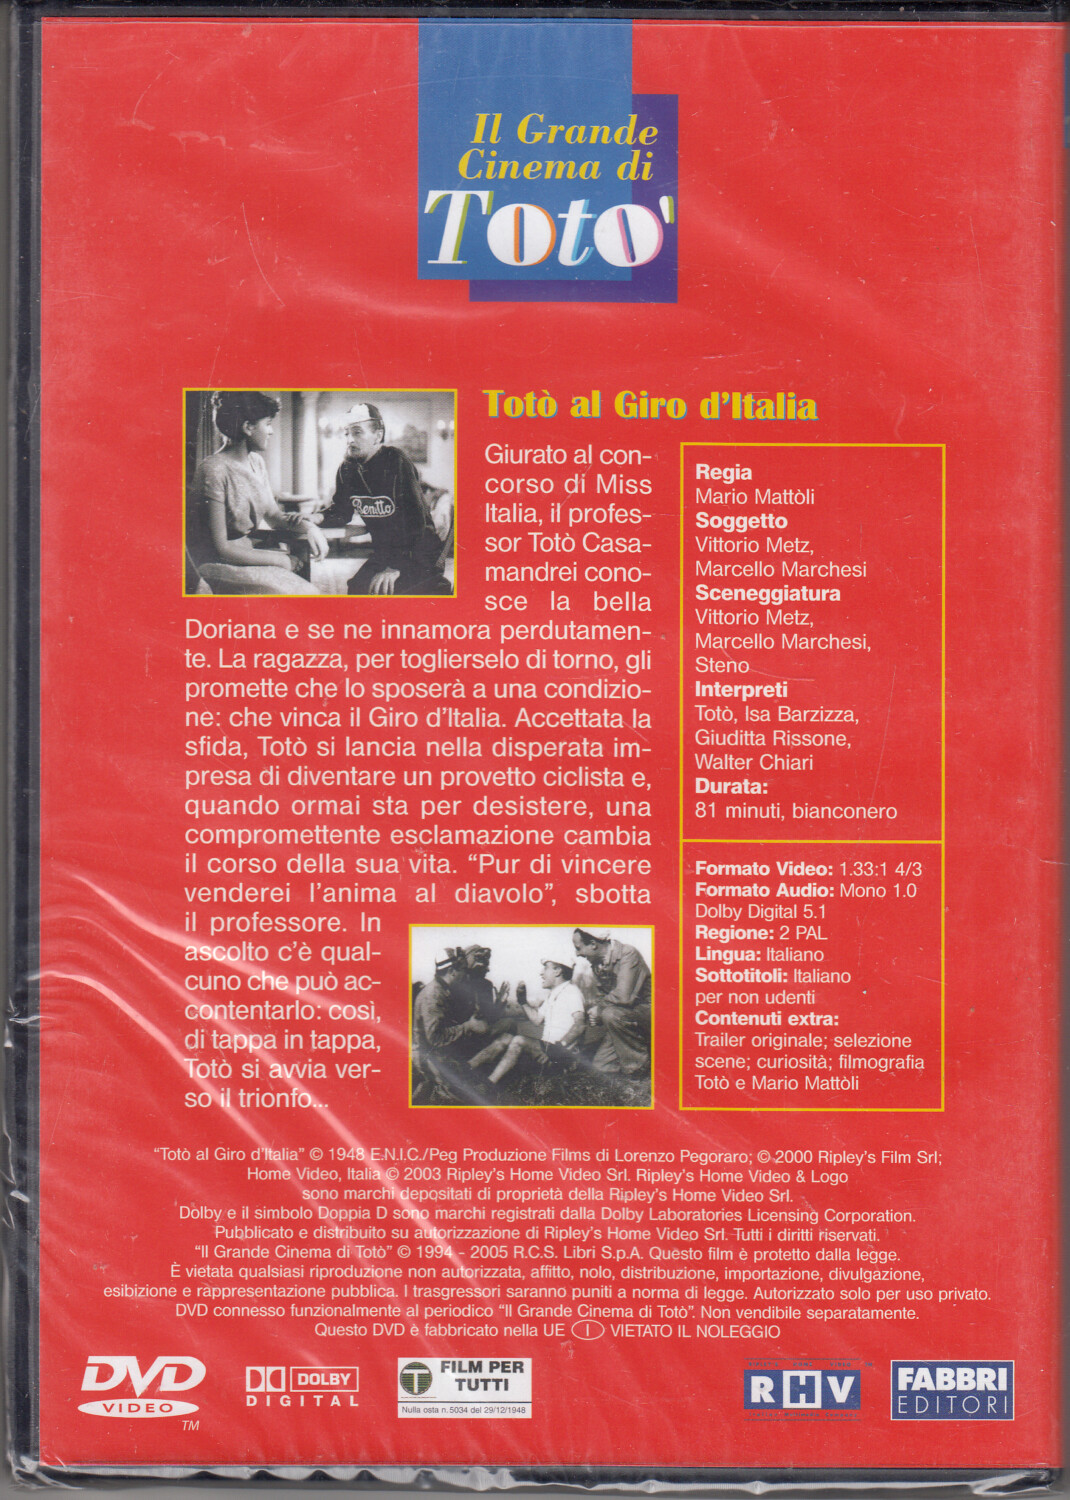 Il Grande
Cinema di
Totò
Totò al Giro d'Italia
Benotto
Giurato al con-
corso di Miss
Italia, il profes-
sor Totò Casa-
mandrei cono-
sce la bella
Doriana e se ne innamora perdutamen-
te. La ragazza, per toglierselo di torno, gli
promette che lo sposerà a una condizio-
ne: che vinca il Giro d'Italia. Accettata la
sfida, Totò si lancia nella disperata im-
presa di diventare un provetto ciclista e,
quando ormai sta per desistere, una
compromettente esclamazione cambia
il corso della sua vita. “Pur di vincere
venderei l'anima al diavolo”, sbotta
il professore. In
ascolto c'è qual-
cuno che può ac-
contentarlo: così,
di tappa in tappa,
Totò si avvia ver-
so il trionfo...
Regia
Mario Mattòli
Soggetto
Vittorio Metz,
Marcello Marchesi
Sceneggiatura
Vittorio Metz,
Marcello Marchesi,
Steno
Interpreti
Totò, Isa Barzizza,
Giuditta Rissone,
Walter Chiari
Durata:
81 minuti, bianconero
Formato Video: 1.33:1 4/3
Formato Audio: Mono 1.0
Dolby Digital 5.1
Regione: 2 PAL
Lingua: Italiano
Sottotitoli: Italiano
per non udenti
Contenuti extra:
Trailer originale; selezione
scene; curiosità; filmografia
Totò e Mario Mattòli
“Totò al Giro d'Italia” © 1948 E.N.I.C./Peg Produzione Films di Lorenzo Pegoraro; © 2000 Ripley's Film Srl;
Home Video, Italia © 2003 Ripley's Home Video Srl. Ripley's Home Video & Logo
sono marchi depositati di proprietà della Ripley's Home Video Srl.
Dolby e il simbolo Doppia D sono marchi registrati dalla Dolby Laboratories Licensing Corporation.
Pubblicato e distribuito su autorizzazione di Ripley's Home Video Srl. Tutti i diritti riservati.
“Il Grande Cinema di Totò” © 1994 - 2005 R.C.S. Libri S.p.A. Questo film è protetto dalla legge.
È vietata qualsiasi riproduzione non autorizzata, affitto, nolo, distribuzione, importazione, divulgazione,
esibizione e rappresentazione pubblica. I trasgressori saranno puniti a norma di legge. Autorizzato solo per uso privato.
DVD connesso funzionalmente al periodico “Il Grande Cinema di Totò”. Non vendibile separatamente.
Questo DVD è fabbricato nella UE I VIETATO IL NOLEGGIO
DVD
VIDEO
TM
DOLBY
DIGITAL
T
FILM PER
TUTTI
Nulla osta n.5034 del 29/12/1948
RHV
FABBRI
EDITORI